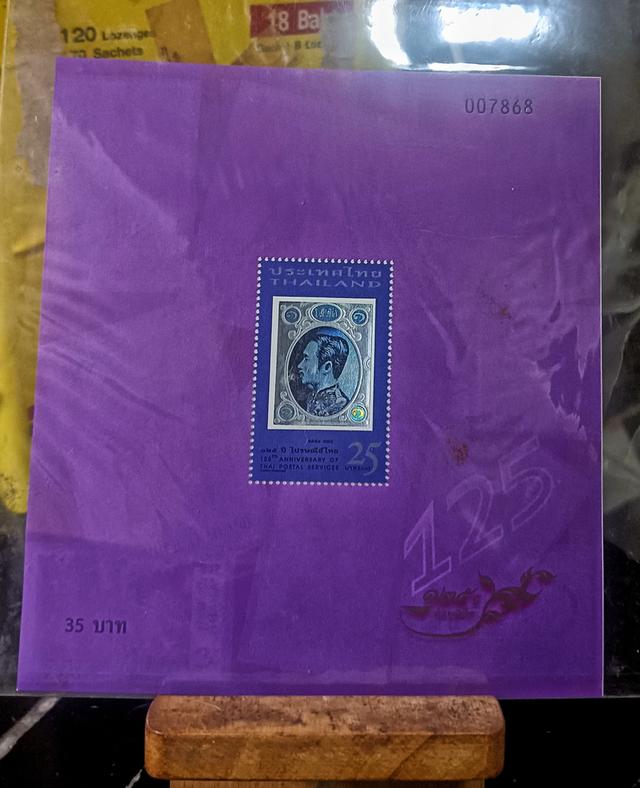 120 Lozenges
Sachets
007868
ประเทศไทย
THAILAND
๑๒๕ ปี ไปรษณีย์ไทย
125TH ANNIVERSARY OF
THAI POSTAL SERVICES
25
125
35 บาท